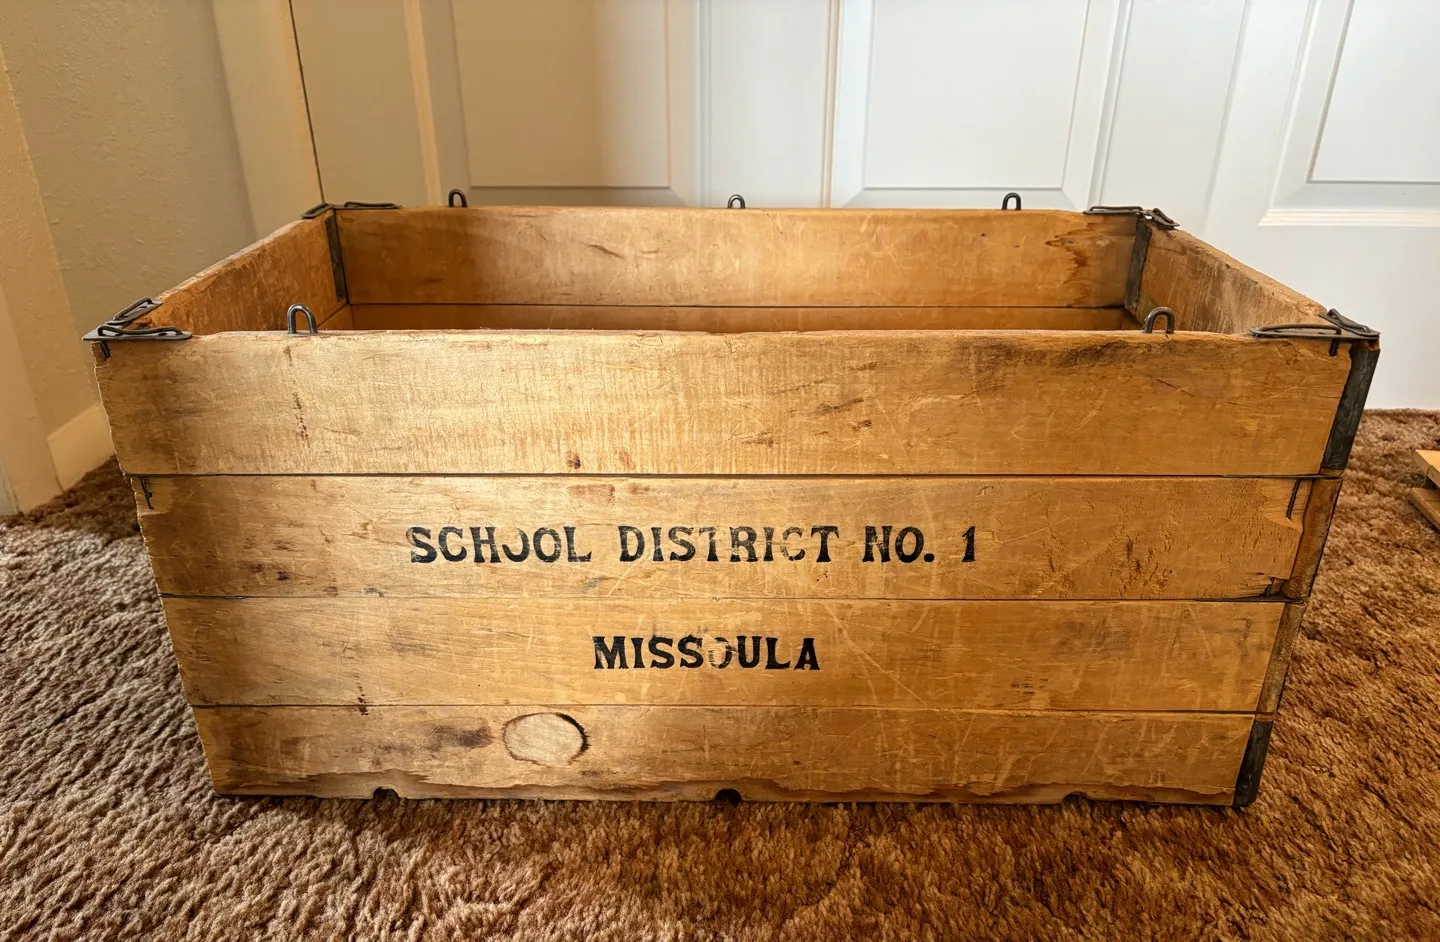 SCHOOL DISTRICT NO. 1
MISSOULA